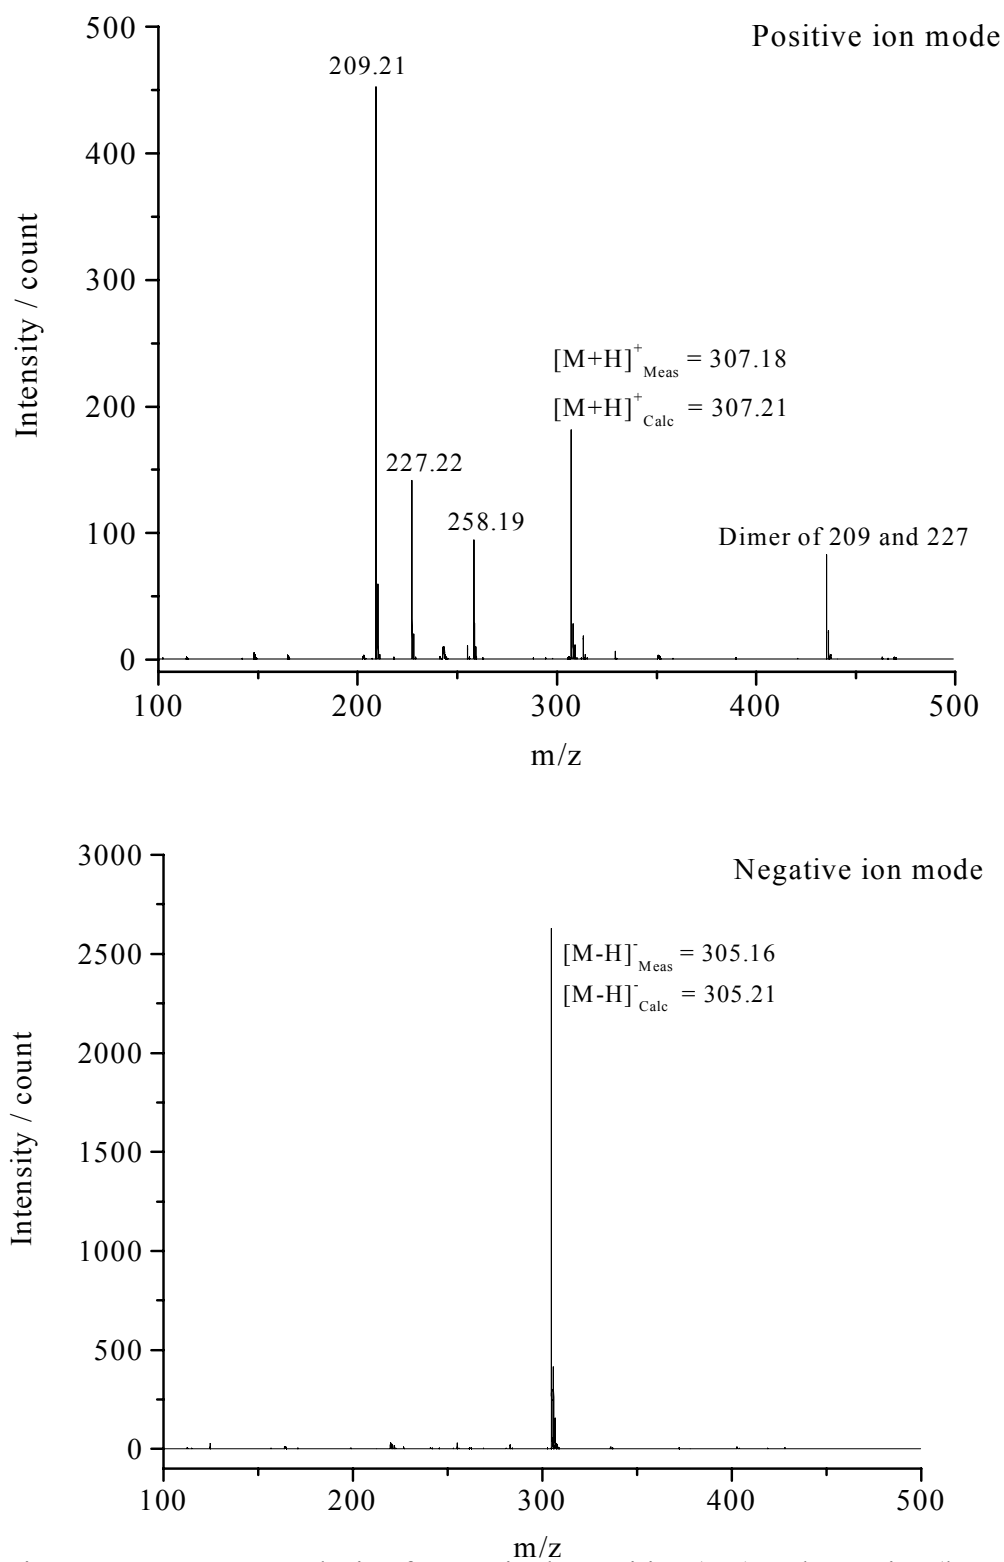 Positive ion mode
500
400
300
200
100
0
Intensity / count
209.21
227.22
258.19
[M+H]+Meas = 307.18
[M+H]+Calc = 307.21
Dimer of 209 and 227
100 200 300 400 500
m/z
Negative ion mode
3000
2500
2000
1500
1000
500
0
Intensity / count
[M-H]-Meas = 305.16
[M-H]-Calc = 305.21
100 200 300 400 500
m/z